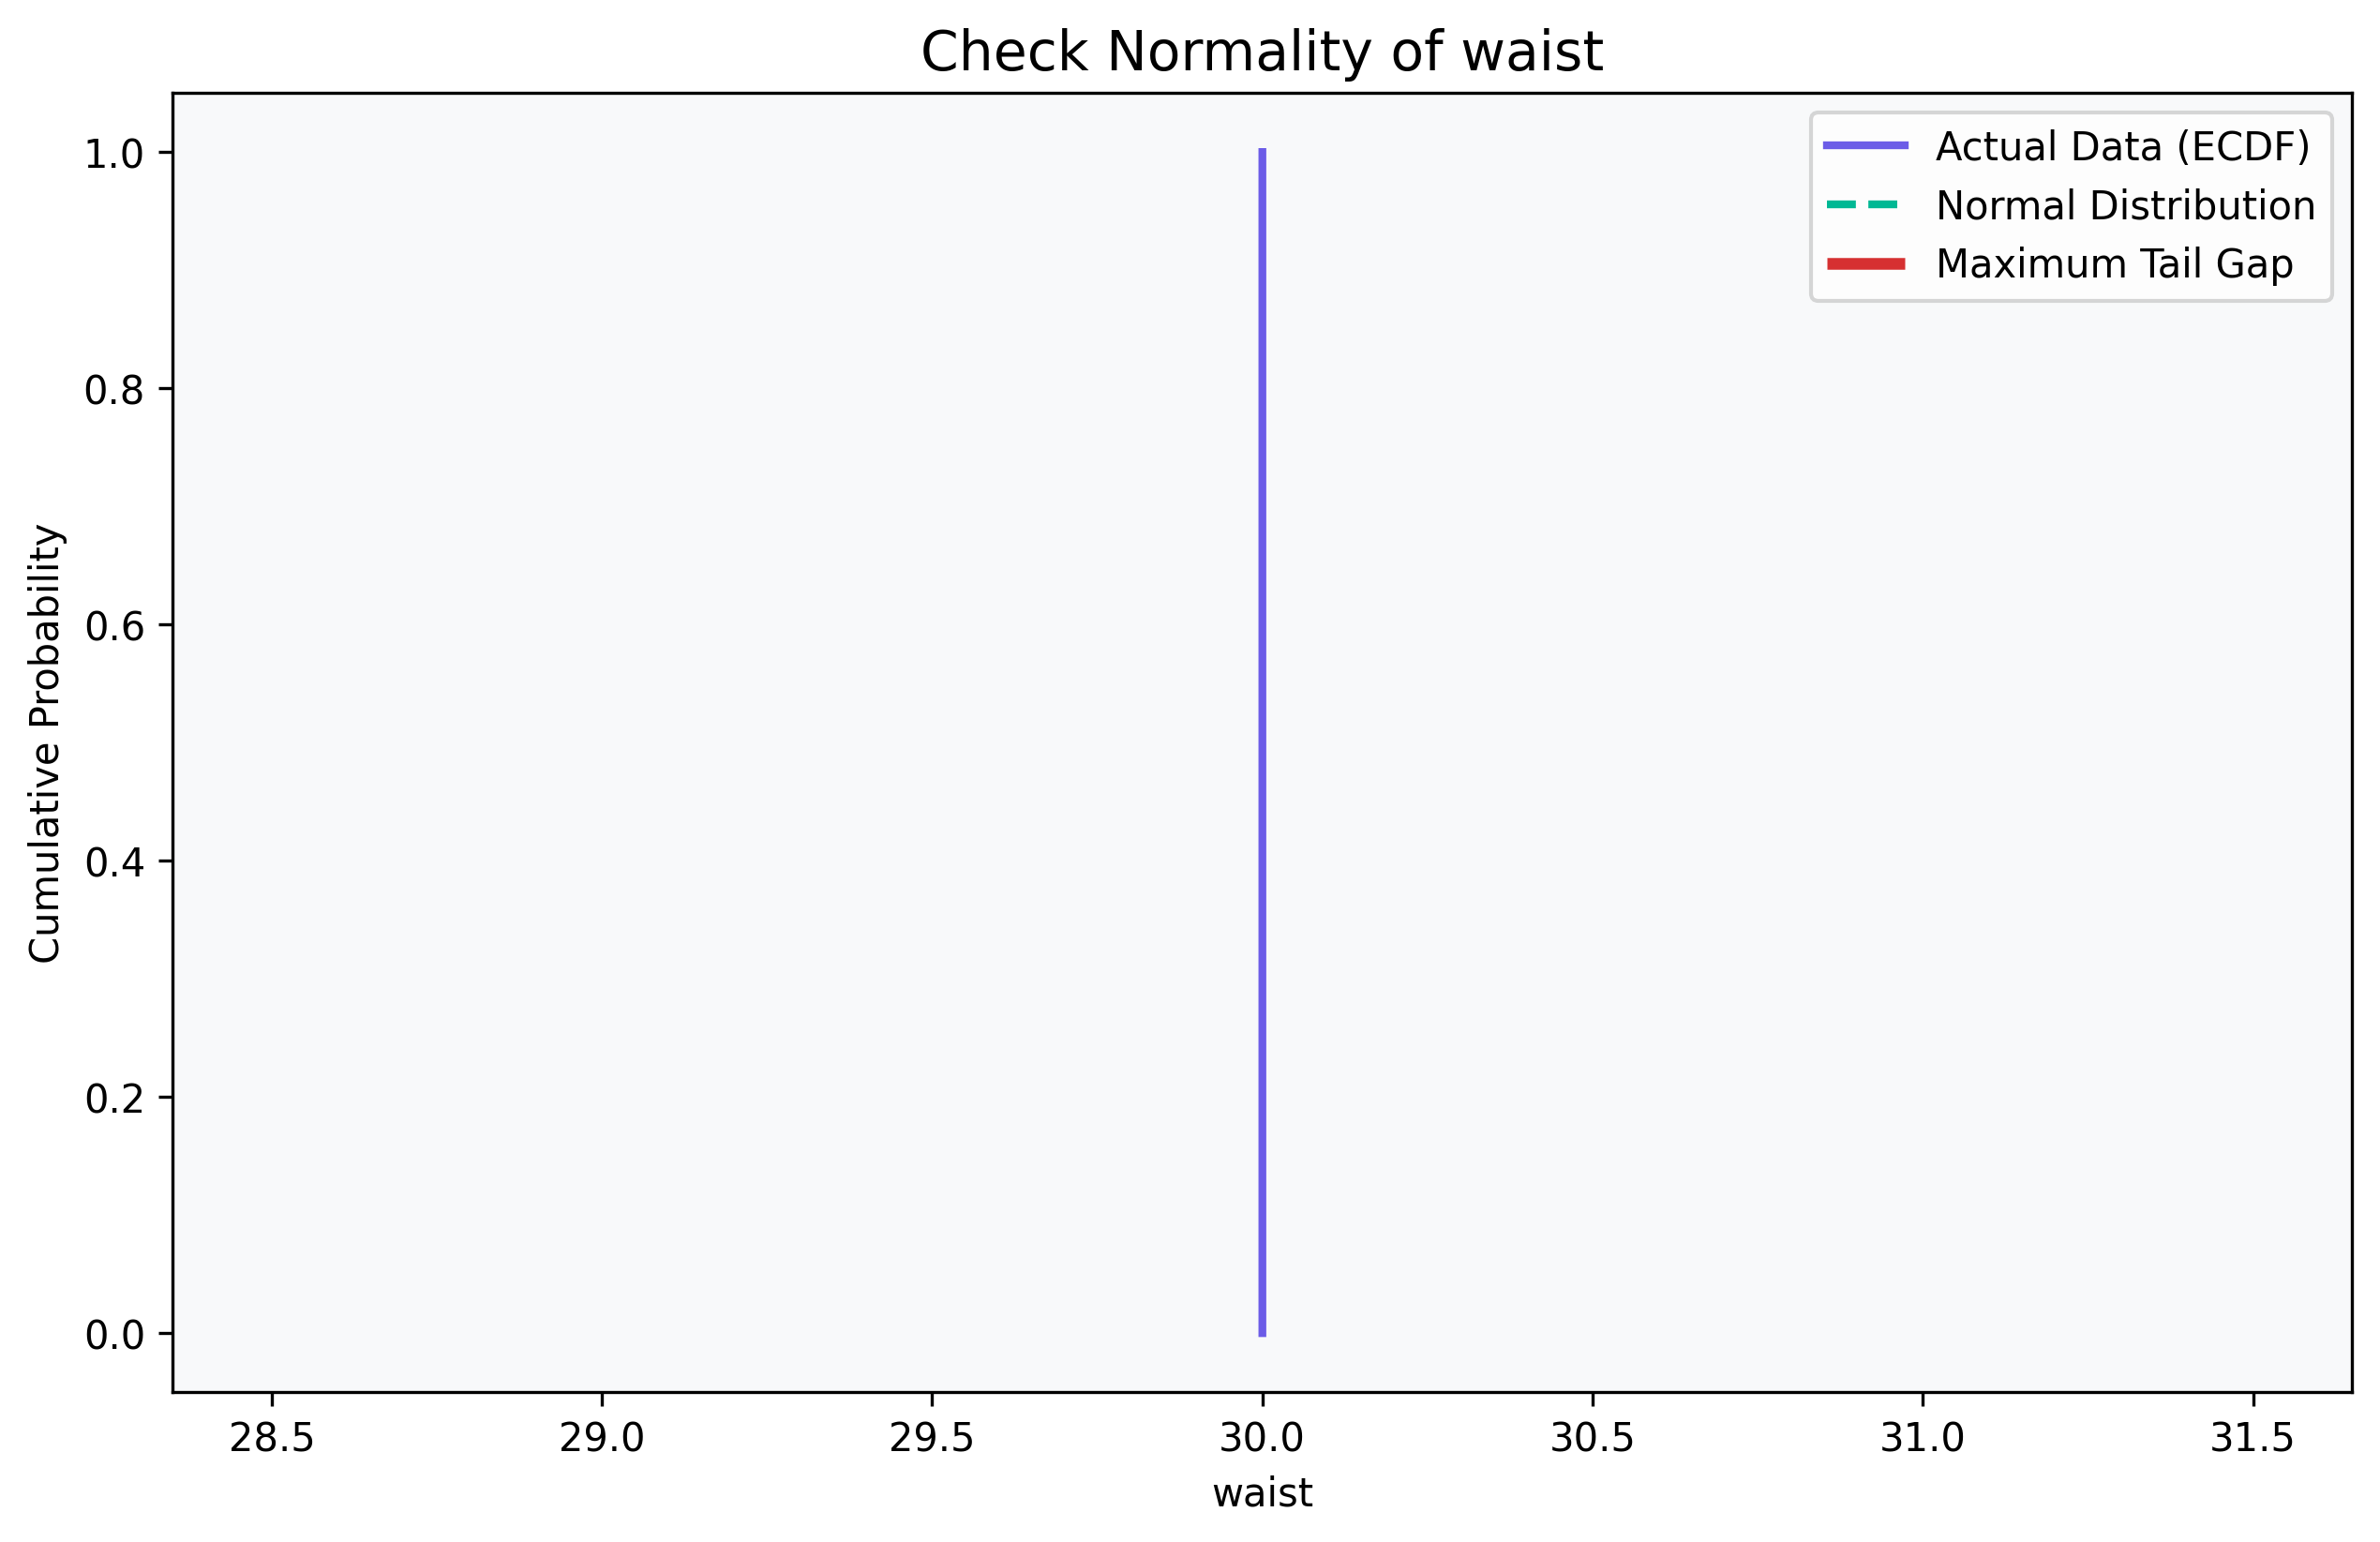 Check Normality of waist
Actual Data (ECDF)
Normal Distribution
Maximum Tail Gap
Cumulative Probability
1.0
0.8
0.6
0.4
0.2
0.0
28.5 29.0 29.5 30.0 30.5 31.0 31.5
waist